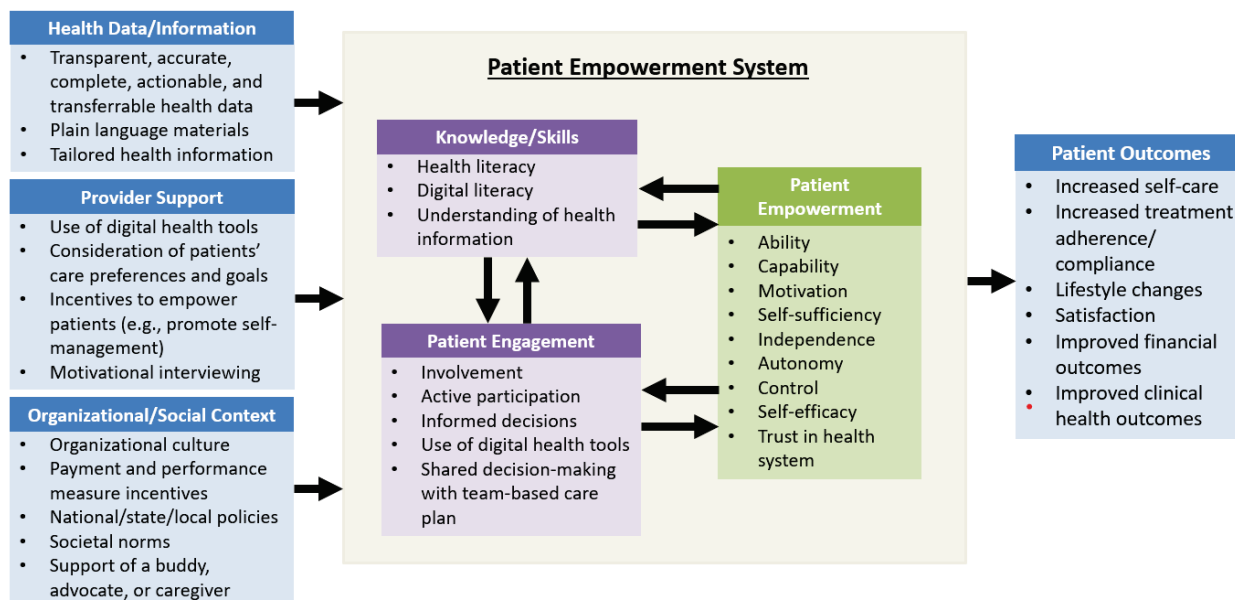 Health Data/Information
• Transparent, accurate,
complete, actionable, and
transferrable health data
• Plain language materials
• Tailored health information
Provider Support
• Use of digital health tools
• Consideration of patients’
care preferences and goals
• Incentives to empower
patients (e.g., promote self-
management)
• Motivational interviewing
Organizational/Social Context
• Organizational culture
• Payment and performance
measure incentives
• National/state/local policies
• Societal norms
• Support of a buddy,
advocate, or caregiver
Patient Empowerment System
Knowledge/Skills
• Health literacy
• Digital literacy
• Understanding of health
information
Patient Engagement
• Involvement
• Active participation
• Informed decisions
• Use of digital health tools
• Shared decision-making
with team-based care
plan
Patient
Empowerment
• Ability
• Capability
• Motivation
• Self-sufficiency
• Independence
• Autonomy
• Control
• Self-efficacy
• Trust in health
system
Patient Outcomes
• Increased self-care
• Increased treatment
adherence/
compliance
• Lifestyle changes
• Satisfaction
• Improved financial
outcomes
• Improved clinical
health outcomes